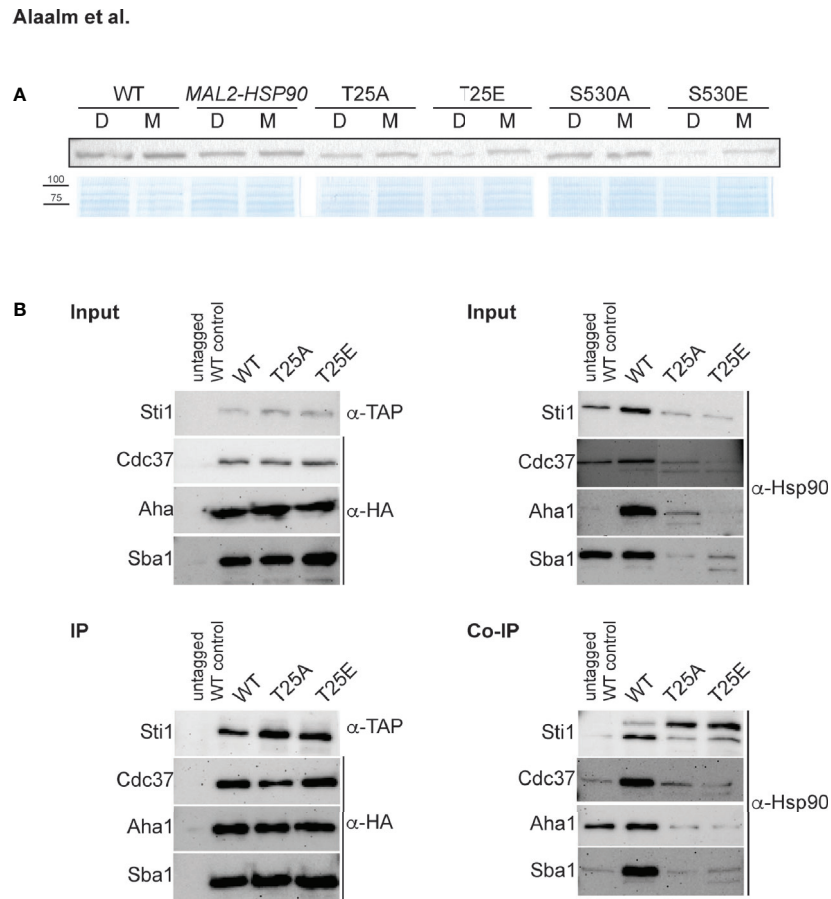 Alaalm et al.
A
WT MAL2-HSP90 T25A T25E S530A S530E
D M D M D M D M D M D M
100
75
B
Input
untagged
WT control
WT
T25A
T25E
Sti1
α-TAP
Cdc37
Aha
α-HA
Sba1
Input
untagged
WT control
WT
T25A
T25E
Sti1
Cdc37
α-Hsp90
Aha1
Sba1
IP
untagged
WT control
WT
T25A
T25E
Sti1
α-TAP
Cdc37
Aha1
α-HA
Sba1
Co-IP
untagged
WT control
WT
T25A
T25E
Sti1
Cdc37
α-Hsp90
Aha1
Sba1